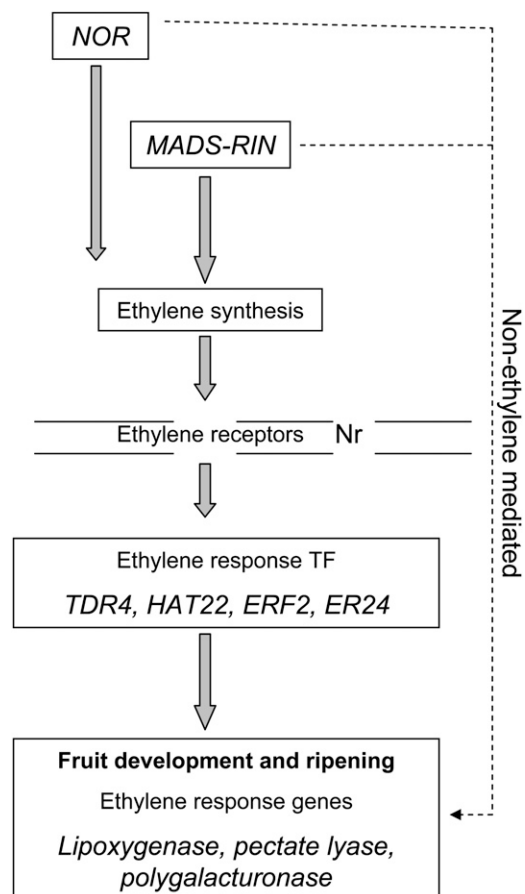 NOR
MADS-RIN
Ethylene synthesis
Ethylene receptors Nr
Ethylene response TF
TDR4, HAT22, ERF2, ER24
Fruit development and ripening
Ethylene response genes
Lipoxygenase, pectate lyase,
polygalacturonase
Non-ethylene mediated